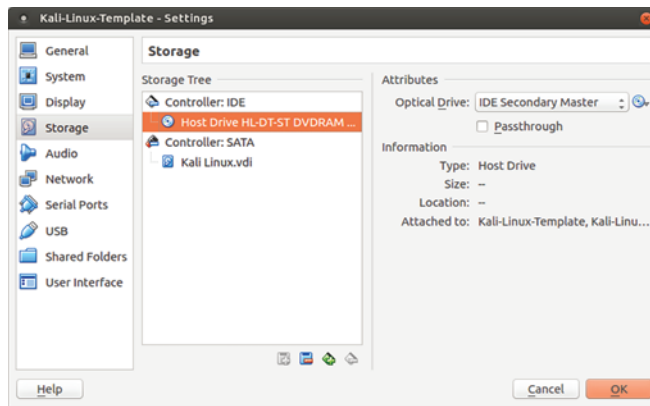 Kali-Linux-Template - Settings
General
System
Display
Storage
Audio
Network
Serial Ports
USB
Shared Folders
User Interface
Storage
Storage Tree
Controller: IDE
Host Drive HL-DT-ST DVDRAM ...
Controller: SATA
Kali Linux.vdi
Attributes
Optical Drive: IDE Secondary Master
Passthrough
Information
Type: Host Drive
Size: --
Location: --
Attached to: Kali-Linux-Template, Kali-Linu...
Help
Cancel
OK